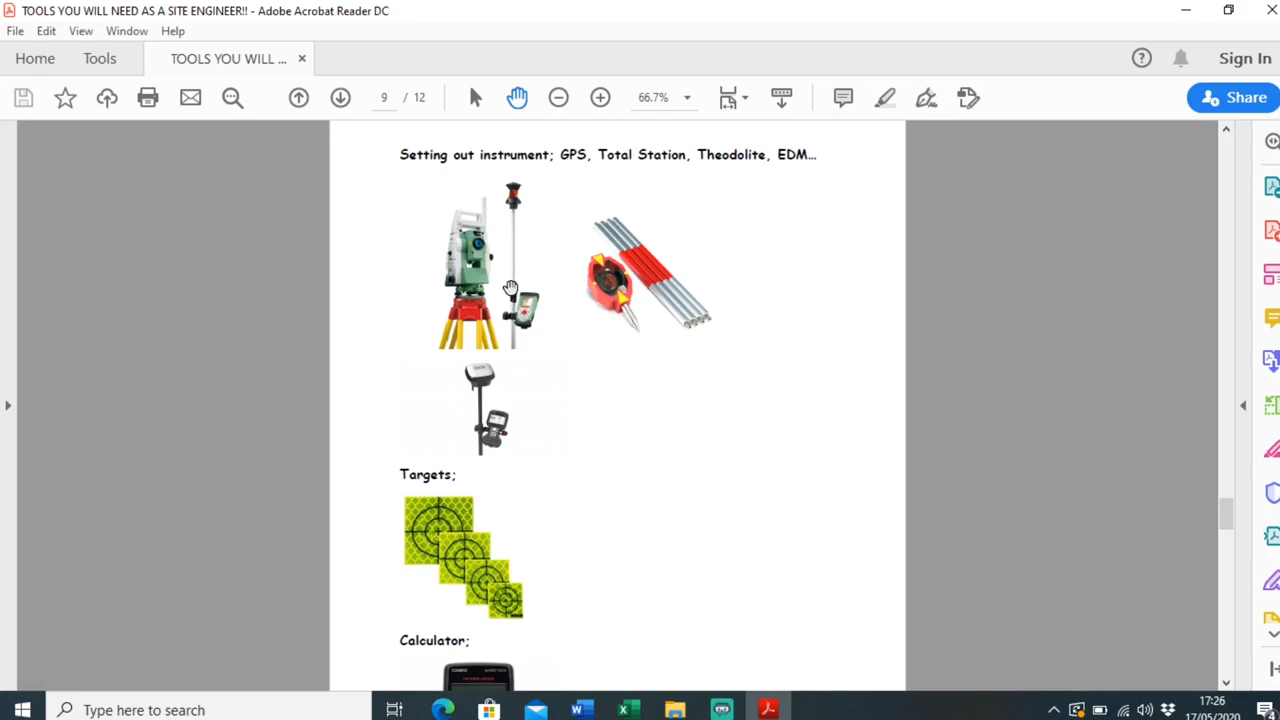 TOOLS YOU WILL NEED AS A SITE ENGINEER!! - Adobe Acrobat Reader DC
File Edit View Window Help
Home Tools TOOLS YOU WILL ... × Sign In
9 / 12 66.7% Share
Setting out instrument; GPS, Total Station, Theodolite, EDM...
Targets;
Calculator;
Type here to search
17:26
17/05/2020